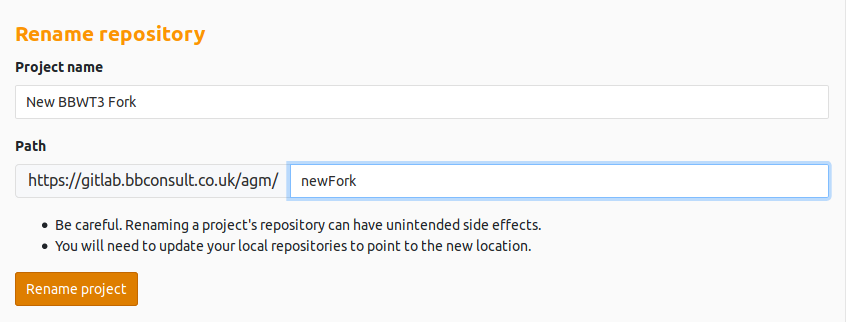 Rename repository
Project name
New BBWT3 Fork
Path
https://gitlab.bbconsult.co.uk/agm/ newFork
Be careful. Renaming a project's repository can have unintended side effects.
You will need to update your local repositories to point to the new location.
Rename project